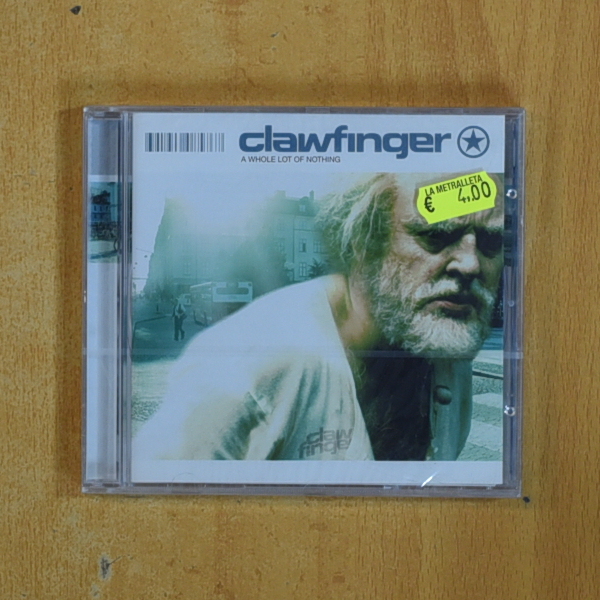 clawfinger
A WHOLE LOT OF NOTHING
LA METRALLETA
€ 4,00
claw
finger